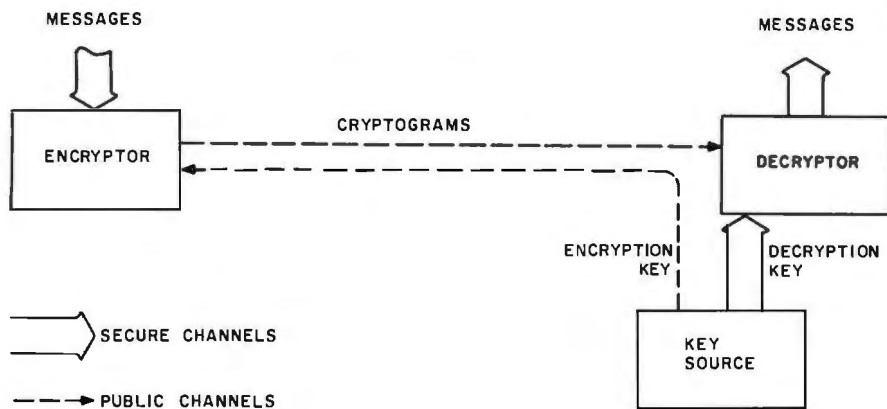 MESSAGES
MESSAGES
ENCRYPTOR
CRYPTOGRAMS
DECRYPTOR
ENCRYPTION
KEY
DECRYPTION
KEY
KEY
SOURCE
SECURE CHANNELS
PUBLIC CHANNELS